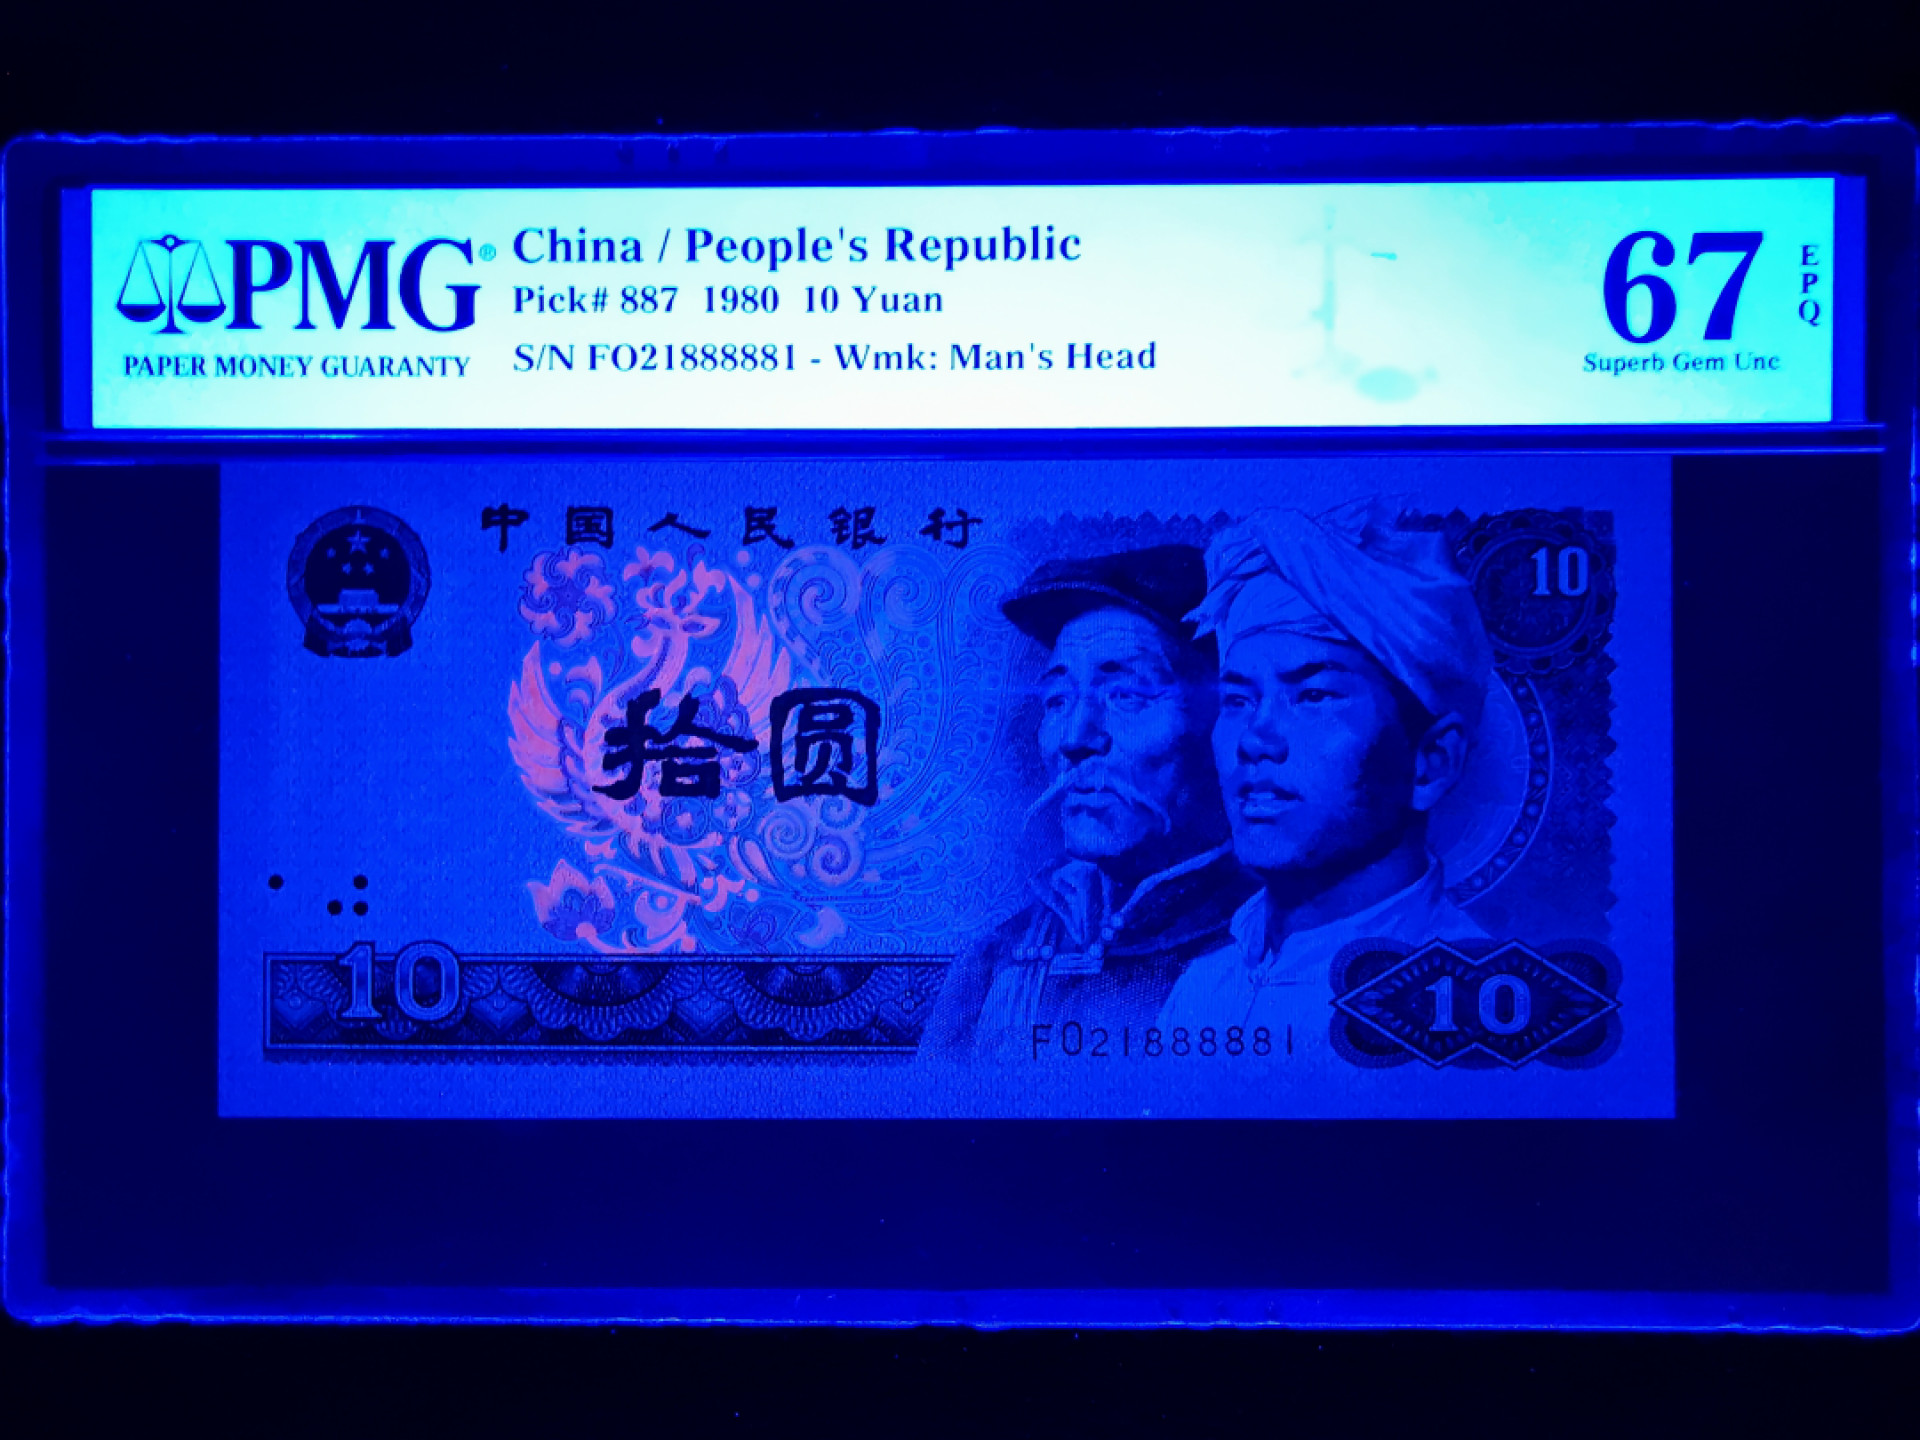 PMG®
PAPER MONEY GUARANTY
China / People's Republic
Pick# 887 1980 10 Yuan
S/N FO21888881 - Wmk: Man's Head
67
EPQ
Superb Gem Unc
中国人民银行
10
拾圆
10
FO21888881
10